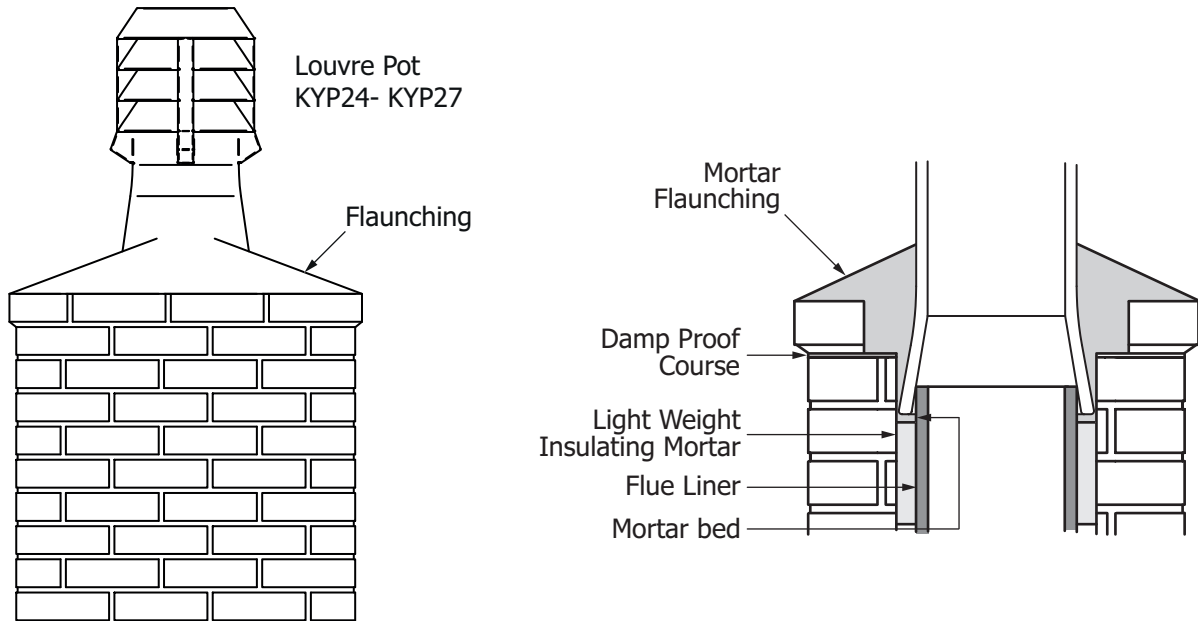 Louvre Pot
KYP24- KYP27
Flaunching
Mortar
Flaunching
Damp Proof
Course
Light Weight
Insulating Mortar
Flue Liner
Mortar bed